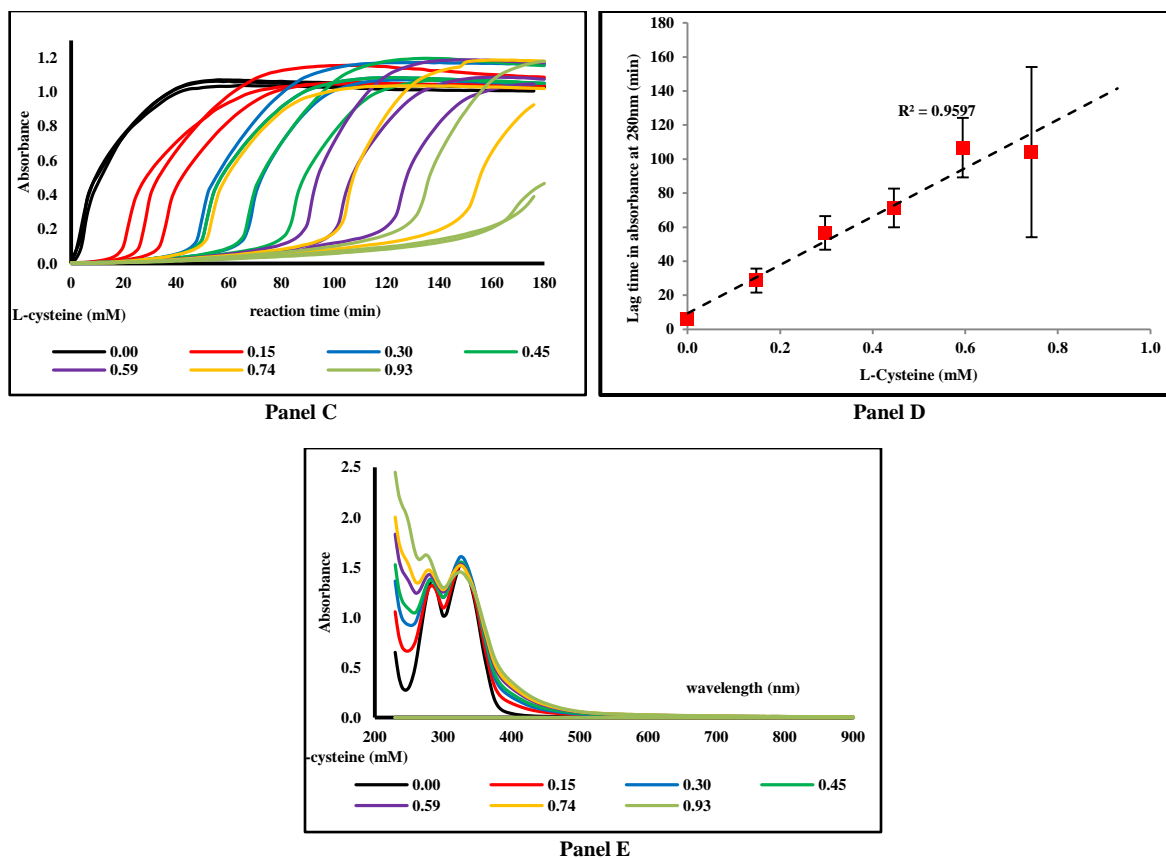 1.2
1.0
0.8
0.6
0.4
0.2
0.0
Absorbance
0 20 40 60 80 100 120 140 160 180
L-cysteine (mM)
reaction time (min)
0.00 0.15 0.30 0.45
0.59 0.74 0.93
Panel C
180
160
140
120
100
80
60
40
20
0
Lag time in absorbance at 280nm (min)
R² = 0.9597
0.0 0.2 0.4 0.6 0.8 1.0
L-Cysteine (mM)
Panel D
2.5
2.0
1.5
1.0
0.5
0.0
Absorbance
wavelength (nm)
200 300 400 500 600 700 800 900
-cysteine (mM)
0.00 0.15 0.30 0.45
0.59 0.74 0.93
Panel E